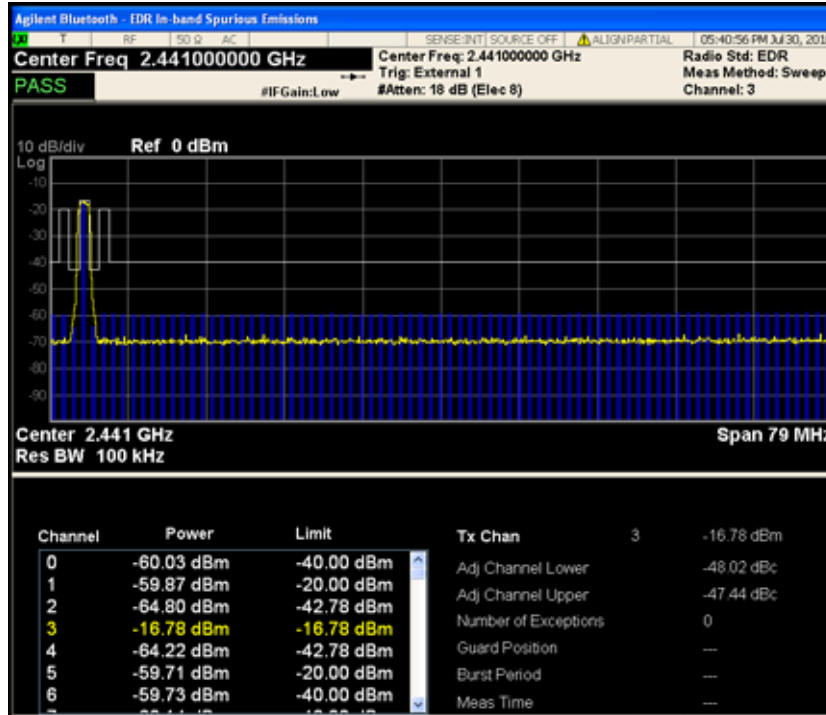 Agilent Bluetooth - EDR In-band Spurious Emissions
T RF 50 Ω AC SENSE:INT SOURCE OFF ALIGN PARTIAL 05:40:56 PM Jul 30, 201
Center Freq 2.441000000 GHz
Center Freq: 2.441000000 GHz
Radio Std: EDR
Trig: External 1
Meas Method: Sweep
PASS
#IFGain:Low
#Atten: 18 dB (Elec 8)
Channel: 3
10 dB/div Ref 0 dBm
Log
-10
-20
-30
-40
-50
-60
-70
-80
-90
Center 2.441 GHz Span 79 MHz
Res BW 100 kHz
Channel Power Limit
0 -60.03 dBm -40.00 dBm
1 -59.87 dBm -20.00 dBm
2 -64.80 dBm -42.78 dBm
3 -16.78 dBm -16.78 dBm
4 -64.22 dBm -42.78 dBm
5 -59.71 dBm -20.00 dBm
6 -59.73 dBm -40.00 dBm
Tx Chan 3 -16.78 dBm
Adj Channel Lower -48.02 dBc
Adj Channel Upper -47.44 dBc
Number of Exceptions 0
Guard Position ---
Burst Period ---
Meas Time ---